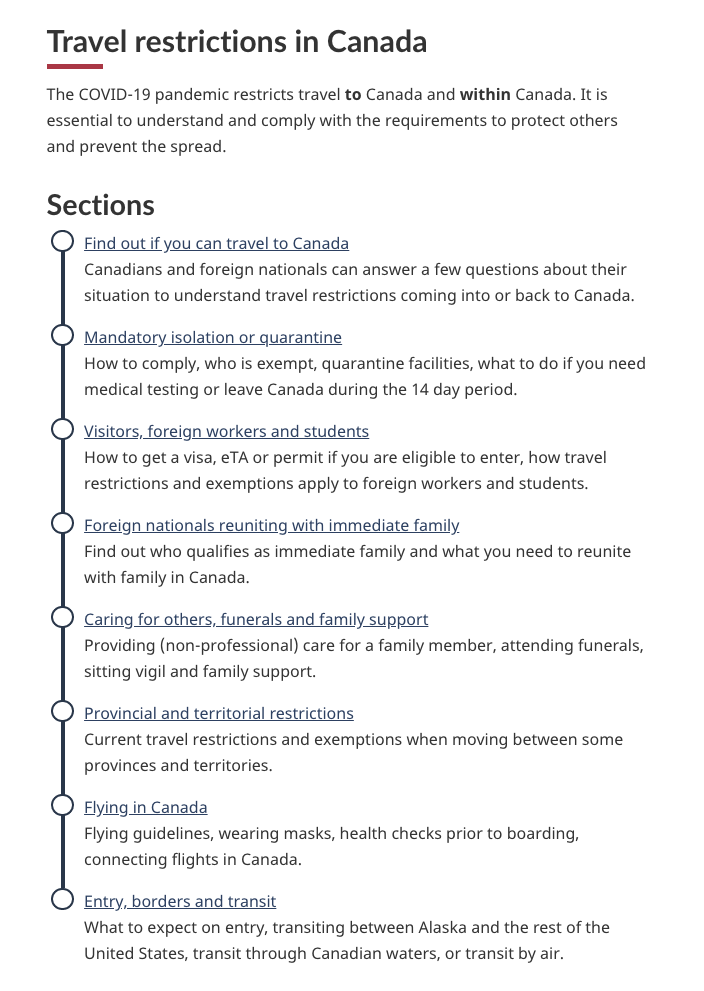 Travel restrictions in Canada
The COVID-19 pandemic restricts travel to Canada and within Canada. It is
essential to understand and comply with the requirements to protect others
and prevent the spread.
Sections
Find out if you can travel to Canada
Canadians and foreign nationals can answer a few questions about their
situation to understand travel restrictions coming into or back to Canada.
Mandatory isolation or quarantine
How to comply, who is exempt, quarantine facilities, what to do if you need
medical testing or leave Canada during the 14 day period.
Visitors, foreign workers and students
How to get a visa, eTA or permit if you are eligible to enter, how travel
restrictions and exemptions apply to foreign workers and students.
Foreign nationals reuniting with immediate family
Find out who qualifies as immediate family and what you need to reunite
with family in Canada.
Caring for others, funerals and family support
Providing (non-professional) care for a family member, attending funerals,
sitting vigil and family support.
Provincial and territorial restrictions
Current travel restrictions and exemptions when moving between some
provinces and territories.
Flying in Canada
Flying guidelines, wearing masks, health checks prior to boarding,
connecting flights in Canada.
Entry, borders and transit
What to expect on entry, transiting between Alaska and the rest of the
United States, transit through Canadian waters, or transit by air.